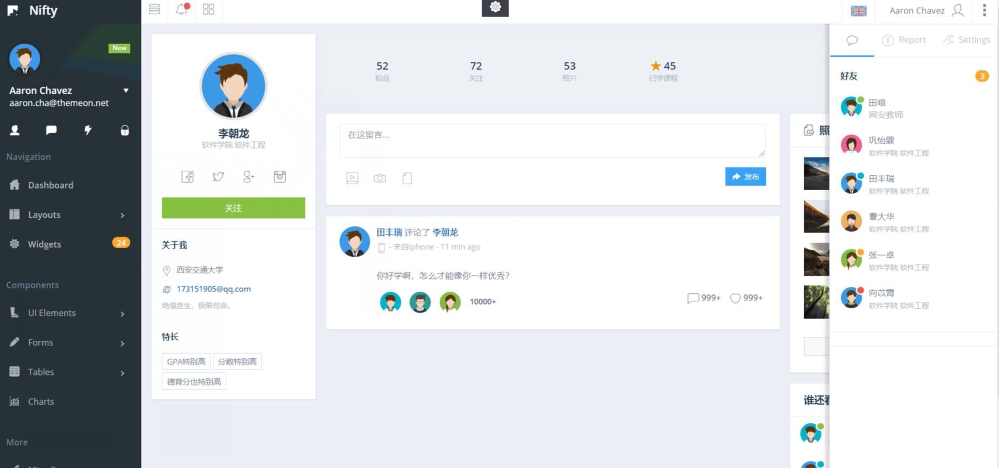 Nifty
Aaron Chavez
New
Aaron Chavez
aaron.cha@themeon.net
Navigation
Dashboard
Layouts
Widgets
24
Components
UI Elements
Forms
Tables
Charts
More
李朝龙
软件学院 软件工程
关注
关于我
西安交通大学
173151905@qq.com
绝境逢生，极限苟命。
特长
GPA特别高
分数特别高
德育分也特别高
52
粉丝
72
关注
53
照片
45
已学课程
在这留言...
发布
田丰瑞 评论了 李朝龙
- 来自Iphone - 11 min ago
你好学啊，怎么才能像你一样优秀?
10000+
999+
999+
照
谁还
Report
Settings
好友
3
田喧
网安教师
巩怡霖
软件学院 软件工程
田丰瑞
软件学院 软件工程
曹大华
软件学院 软件工程
张一卓
软件学院 软件工程
向苡霄
软件学院 软件工程